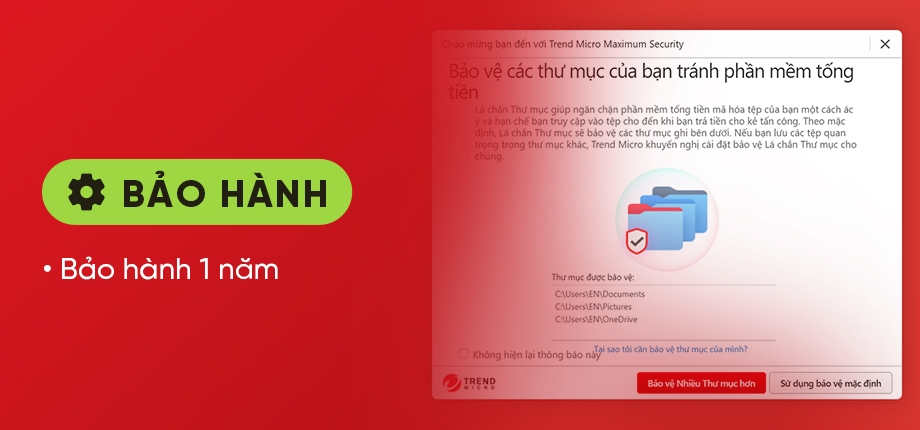 BẢO HÀNH
• Bảo hành 1 năm
Chào mừng bạn đến với Trend Micro Maximum Security
Bảo vệ các thư mục của bạn tránh phần mềm tống
tiền
Lá chắn Thư mục giúp ngăn chặn phần mềm tống tiền mã hóa tệp của bạn một cách ác
ý và hạn chế bạn truy cập vào tệp cho đến khi bạn trả tiền cho kẻ tấn công. Theo mặc
định, Lá chắn Thư mục sẽ bảo vệ các thư mục ghi bên dưới. Nếu bạn lưu các tệp quan
trọng trong thư mục khác, Trend Micro khuyến nghị cài đặt bảo vệ Lá chắn Thư mục cho
chúng.
Thư mục được bảo vệ:
C:\Users\EN\Documents
C:\Users\EN\Pictures
C:\Users\EN\OneDrive
Tại sao tôi cần bảo vệ thư mục của mình?
Không hiện lại thông báo này
TREND
MICRO
Bảo vệ Nhiều Thư mục hơn
Sử dụng bảo vệ mặc định